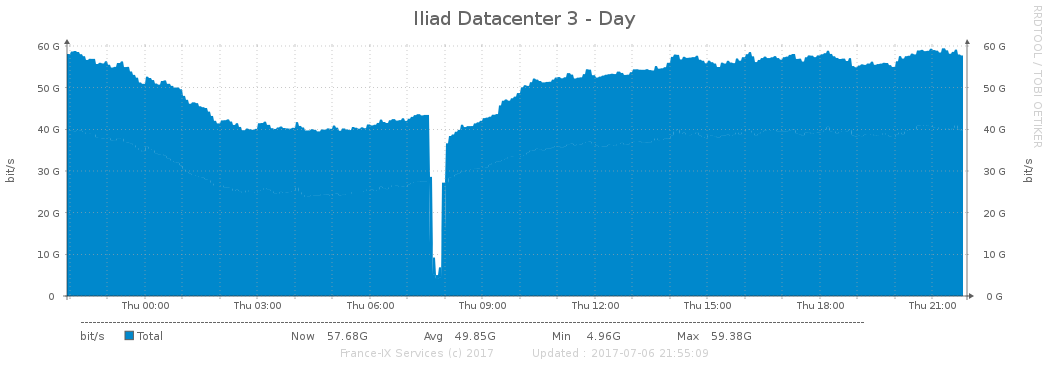 Iliad Datacenter 3 - Day
RRDTOOL / TOBI OETIKER
60 G
50 G
40 G
30 G
20 G
10 G
0
bit/s
60 G
50 G
40 G
30 G
20 G
10 G
0 G
bit/s
Thu 00:00 Thu 03:00 Thu 06:00 Thu 09:00 Thu 12:00 Thu 15:00 Thu 18:00 Thu 21:00
bit/s Total Now 57.68G Avg 49.85G Min 4.96G Max 59.38G
France-IX Services (c) 2017 Updated : 2017-07-06 21:55:09